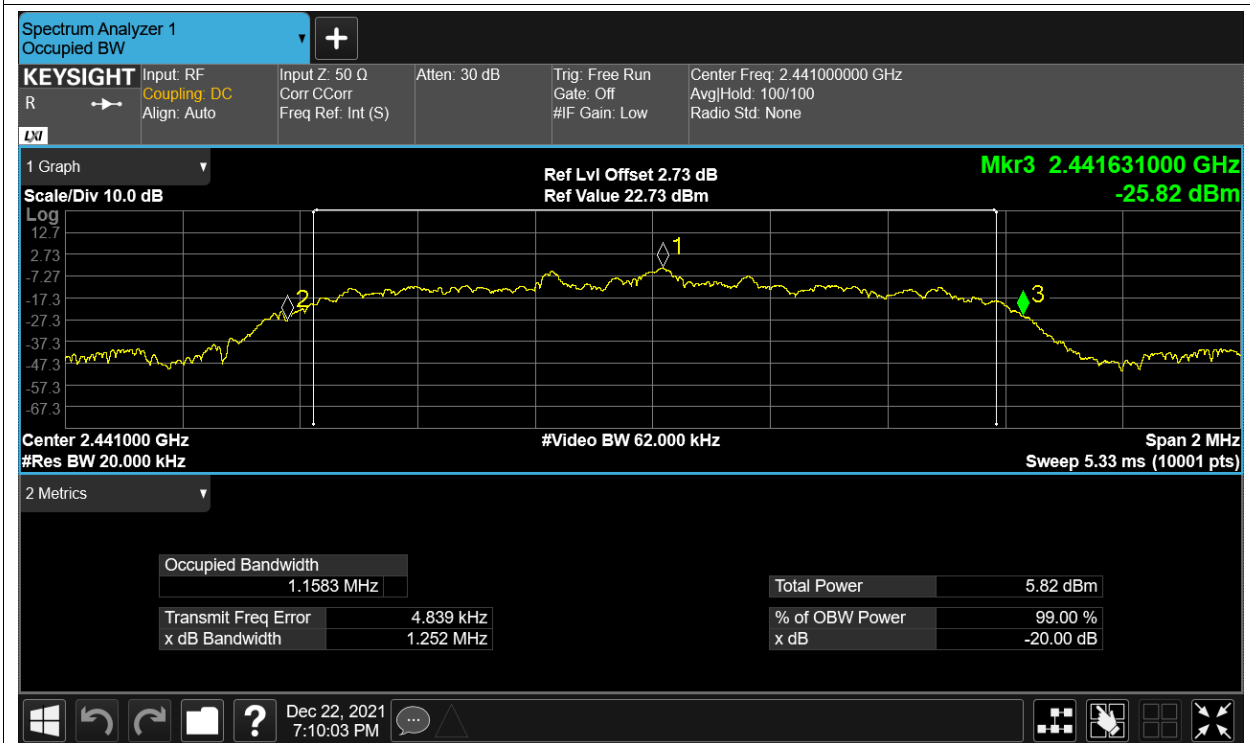 Spectrum Analyzer 1
Occupied BW
+
KEYSIGHT
R
LXI
Input: RF
Coupling: DC
Align: Auto
Input Z: 50 Ω
Corr CCorr
Freq Ref: Int (S)
Atten: 30 dB
Trig: Free Run
Gate: Off
#IF Gain: Low
Center Freq: 2.441000000 GHz
Avg|Hold: 100/100
Radio Std: None
1 Graph
Scale/Div 10.0 dB
Ref Lvl Offset 2.73 dB
Ref Value 22.73 dBm
Mkr3 2.441631000 GHz
-25.82 dBm
Log
12.7
2.73
-7.27
-17.3
-27.3
-37.3
-47.3
-57.3
-67.3
1
2
3
Center 2.441000 GHz
#Res BW 20.000 kHz
#Video BW 62.000 kHz
Span 2 MHz
Sweep 5.33 ms (10001 pts)
2 Metrics
Occupied Bandwidth
1.1583 MHz
Transmit Freq Error 4.839 kHz
x dB Bandwidth 1.252 MHz
Total Power 5.82 dBm
% of OBW Power 99.00 %
x dB -20.00 dB
?
Dec 22, 2021
7:10:03 PM